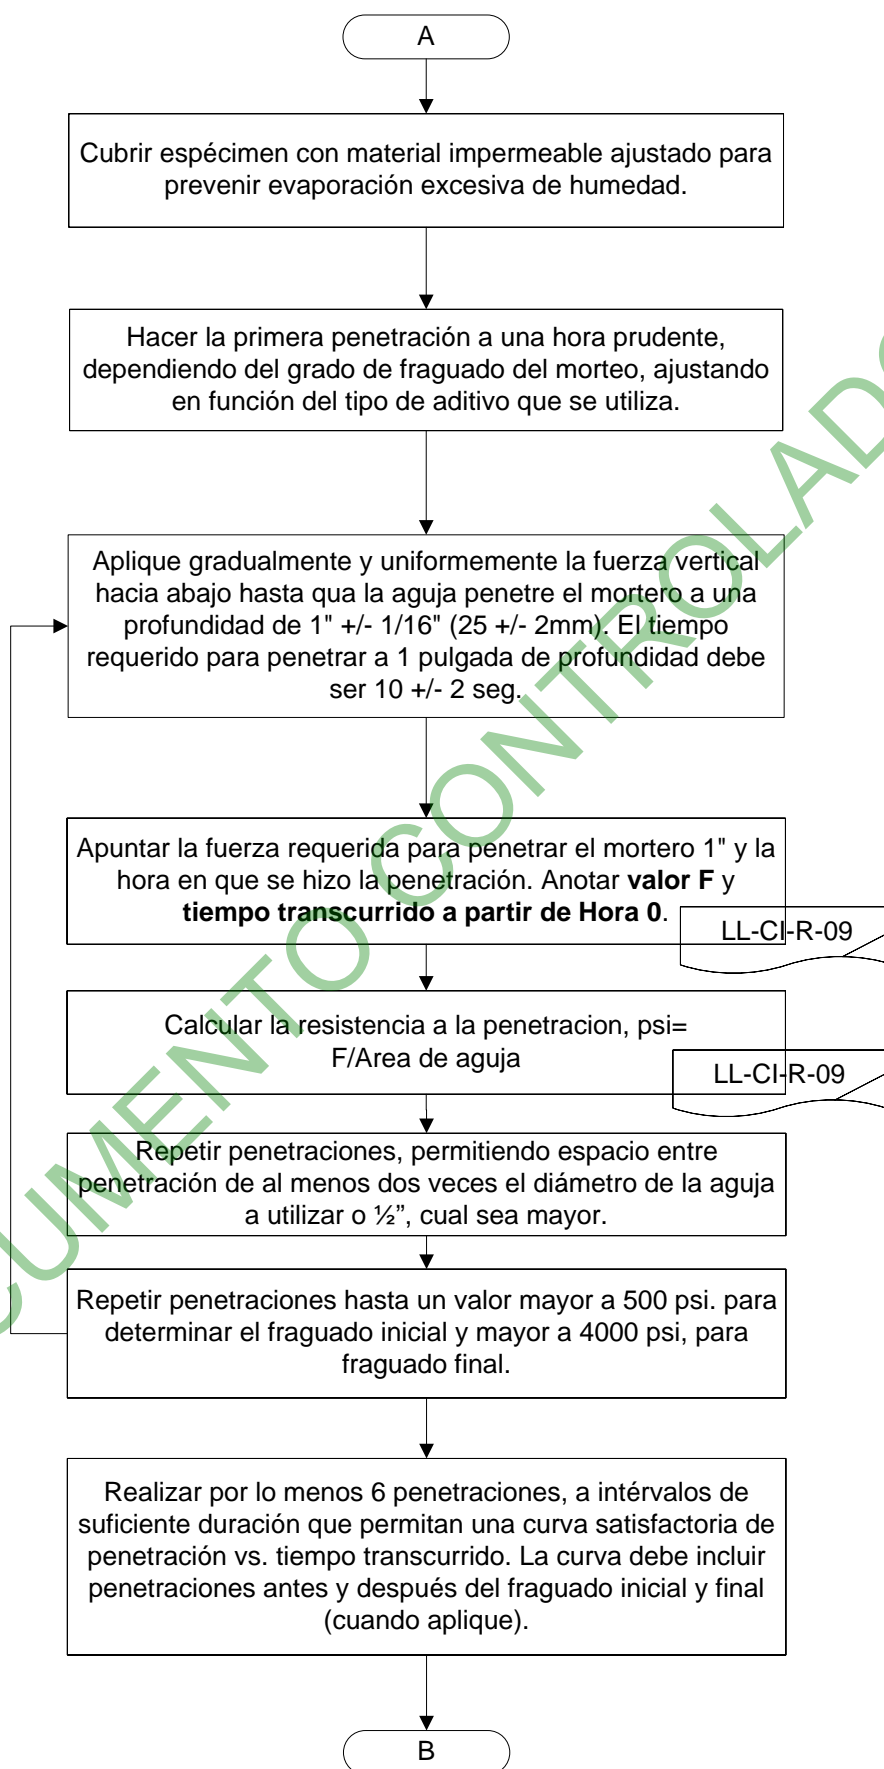 A
Cubrir espécimen con material impermeable ajustado para
prevenir evaporación excesiva de humedad.
Hacer la primera penetración a una hora prudente,
dependiendo del grado de fraguado del morteo, ajustando
en función del tipo de aditivo que se utiliza.
Aplique gradualmente y uniformemente la fuerza vertical
hacia abajo hasta qua la aguja penetre el mortero a una
profundidad de 1" +/- 1/16" (25 +/- 2mm). El tiempo
requerido para penetrar a 1 pulgada de profundidad debe
ser 10 +/- 2 seg.
Apuntar la fuerza requerida para penetrar el mortero 1" y la
hora en que se hizo la penetración. Anotar valor F y
tiempo transcurrido a partir de Hora 0.
LL-CI-R-09
Calcular la resistencia a la penetracion, psi=
F/Area de aguja
LL-CI-R-09
Repetir penetraciones, permitiendo espacio entre
penetración de al menos dos veces el diámetro de la aguja
a utilizar o ½”, cual sea mayor.
Repetir penetraciones hasta un valor mayor a 500 psi. para
determinar el fraguado inicial y mayor a 4000 psi, para
fraguado final.
Realizar por lo menos 6 penetraciones, a intérvalos de
suficiente duración que permitan una curva satisfactoria de
penetración vs. tiempo transcurrido. La curva debe incluir
penetraciones antes y después del fraguado inicial y final
(cuando aplique).
B
CUMENTO CONTROLADO